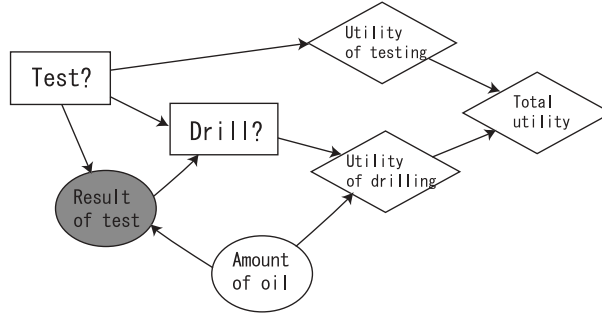 Utility
of testing
Test?
Total
utility
Drill?
Utility
of drilling
Result
of test
Amount
of oil